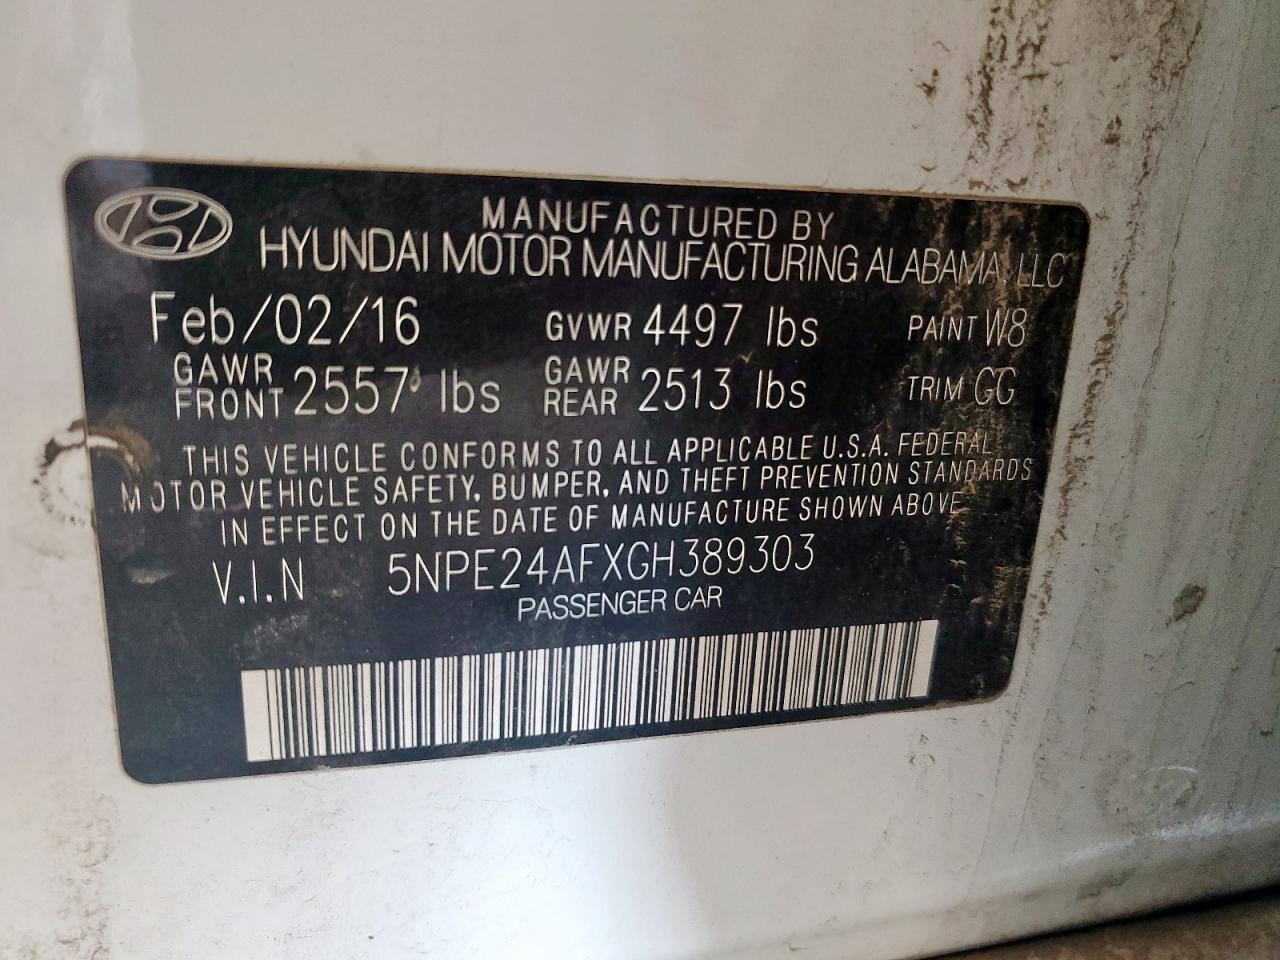 MANUFACTURED BY
HYUNDAI MOTOR MANUFACTURING ALABAMA, LLC
Feb/02/16 GVWR 4497 lbs PAINT W8
GAWR FRONT 2557 lbs GAWR REAR 2513 lbs TRIM GG
THIS VEHICLE CONFORMS TO ALL APPLICABLE U.S.A. FEDERAL
MOTOR VEHICLE SAFETY, BUMPER, AND THEFT PREVENTION STANDARDS
IN EFFECT ON THE DATE OF MANUFACTURE SHOWN ABOVE
V.I.N 5NPE24AFXGH389303
PASSENGER CAR